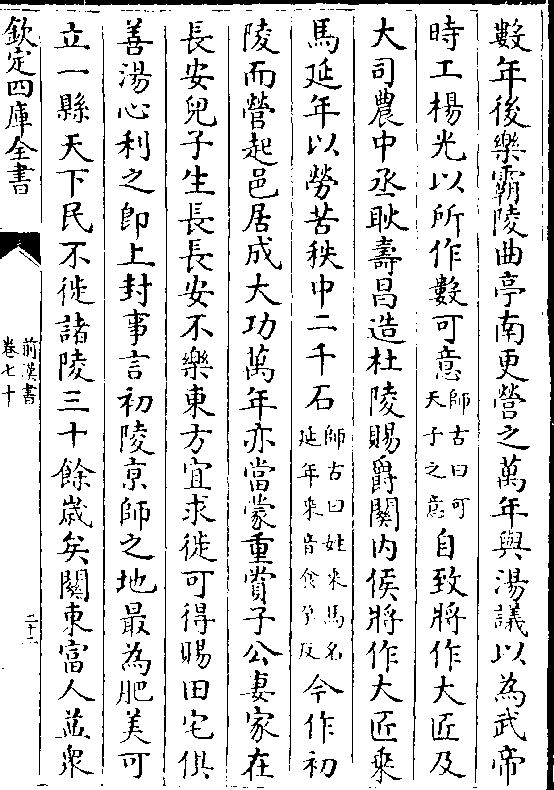 數年後樂霸陵曲亭南更營之萬年與湯議以為武帝
時工楊光以所作數可意師古曰可天子之意自致將作大匠及
大司農中丞耿壽昌造杜陵賜爵關内侯將作大匠乘
馬延年以勞苦秩中二千石師古曰姓乘馬名延年乘音食孕反今作初
陵而營起邑居成大功萬年亦當蒙重賞子公妻家在
長安兒子生長長安不樂東方宜求徙可得賜田宅俱
善湯心利之即上封事言初陵京師之地最為肥美可
立一縣天下民不徙諸陵三十餘歳矣關東富人益衆
欽定四庫全書
前漢書
卷七十
二十二